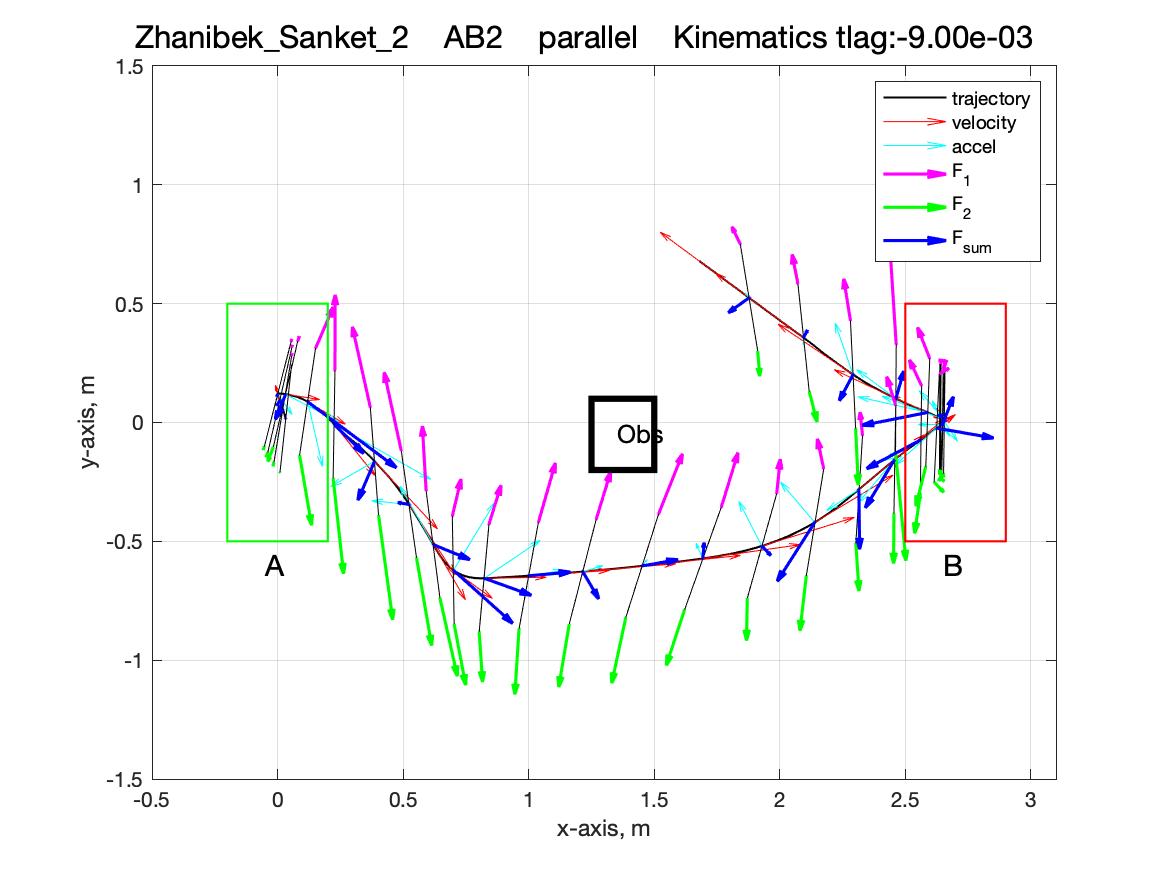 Zhanibek_Sanket_2 AB2 parallel Kinematics tlag:-9.00e-03
1.5
1
0.5
0
-0.5
-1
-1.5
y-axis, m
trajectory
velocity
accel
F1
F2
Fsum
Obs
A
B
-0.5 0 0.5 1 1.5 2 2.5 3
x-axis, m